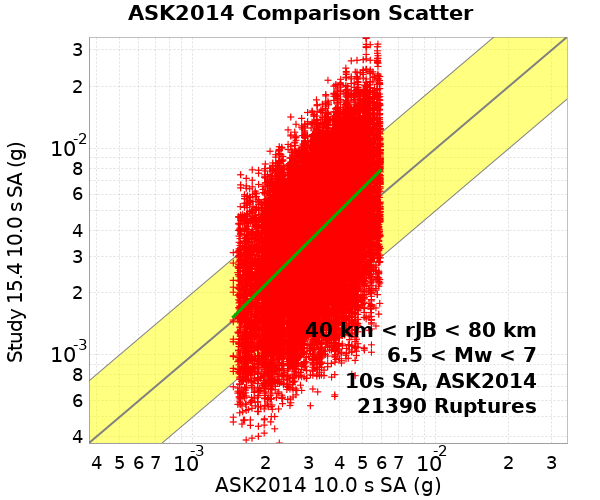 ASK2014 Comparison Scatter
Study 15.4 10.0 s SA (g)
3
2
10-2
8
6
4
3
2
10-3
8
6
4
40 km < rJB < 80 km
6.5 < Mw < 7
10s SA, ASK2014
21390 Ruptures
4 5 6 7 10-3 2 3 4 5 6 7 10-2 2 3
ASK2014 10.0 s SA (g)